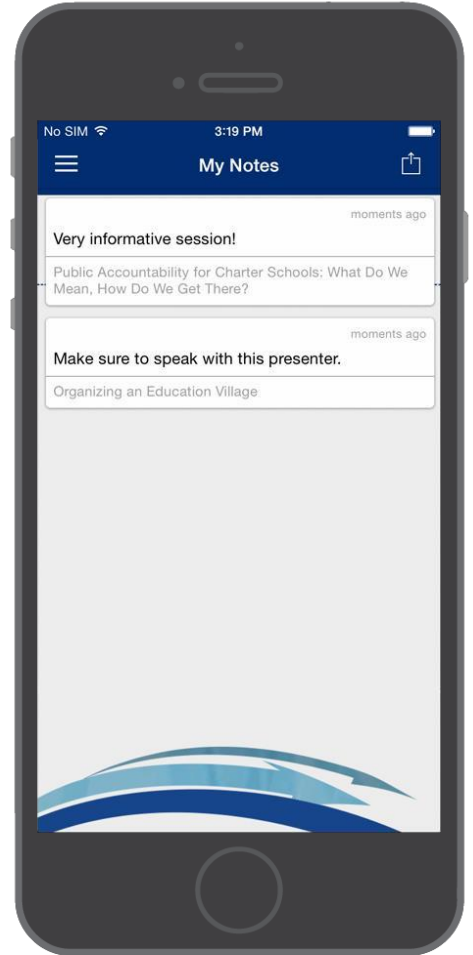 No SIM 3:19 PM
My Notes
moments ago
Very informative session!
Public Accountability for Charter Schools: What Do We
Mean, How Do We Get There?
moments ago
Make sure to speak with this presenter.
Organizing an Education Village